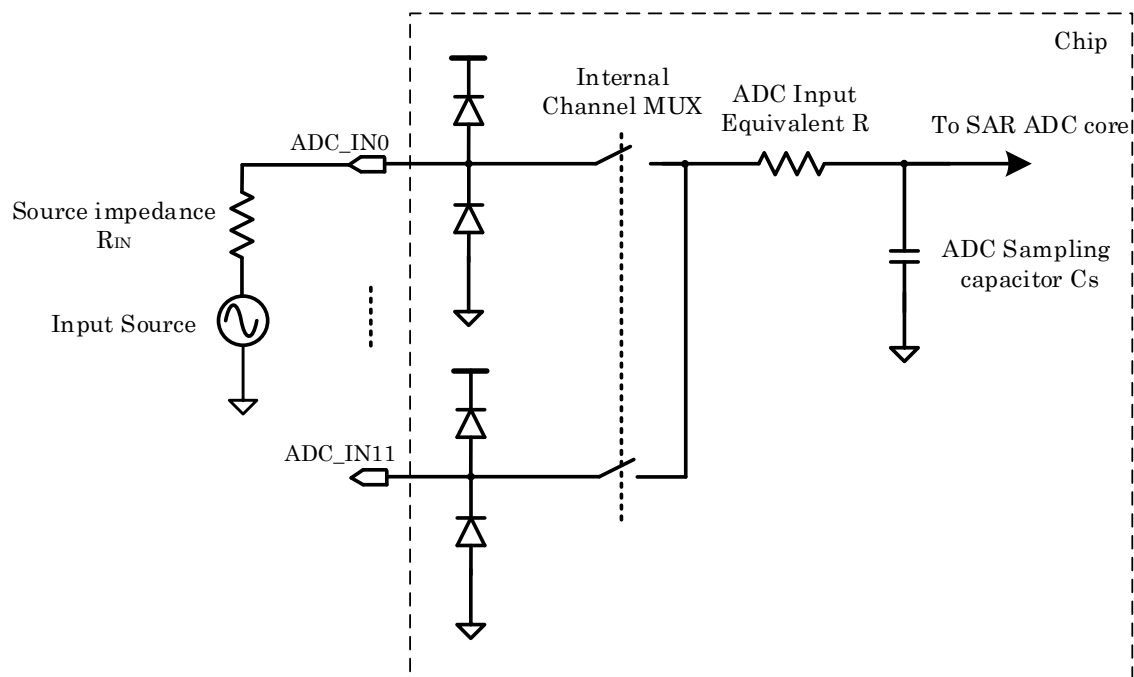 Chip
Internal
Channel MUX
ADC Input
Equivalent R
To SAR ADC core
ADC_IN0
Source impedance
RIN
Input Source
ADC Sampling
capacitor Cs
ADC_IN11